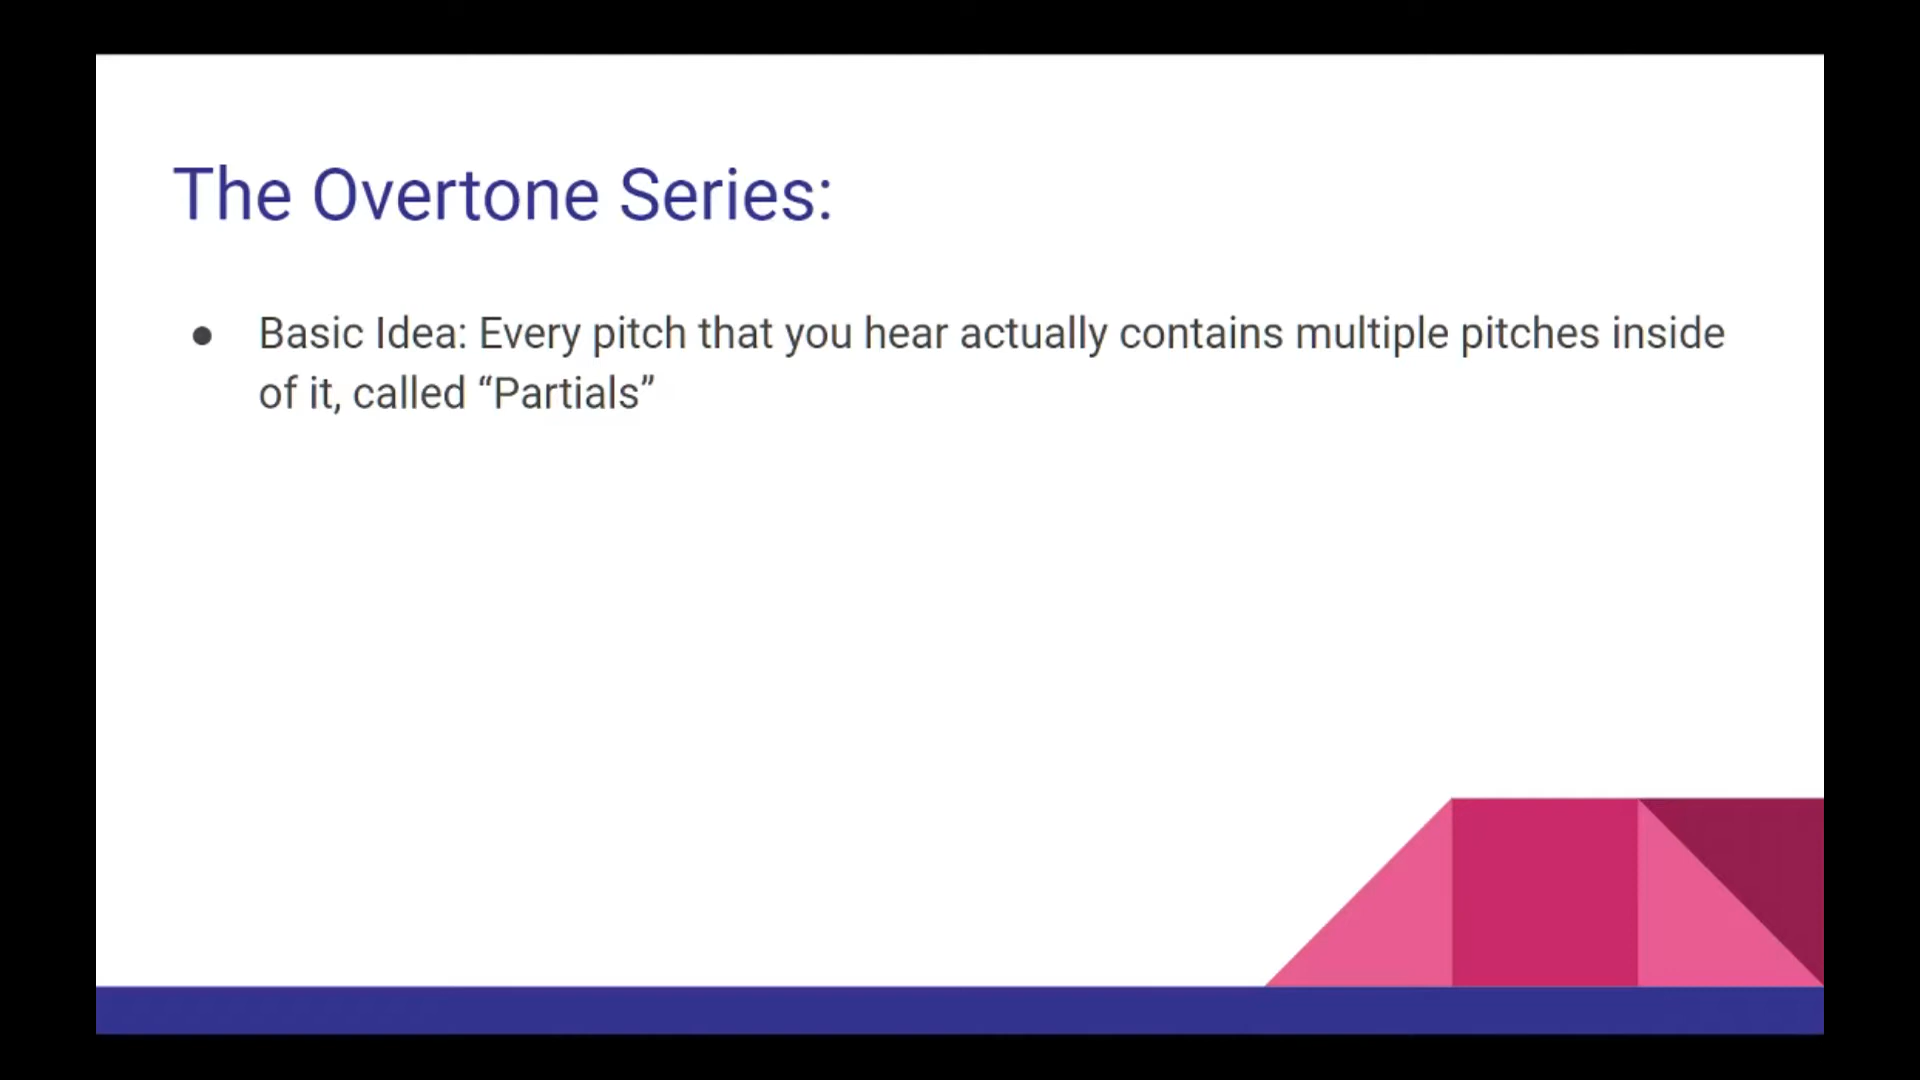 The Overtone Series:
● Basic Idea: Every pitch that you hear actually contains multiple pitches inside
of it, called “Partials”